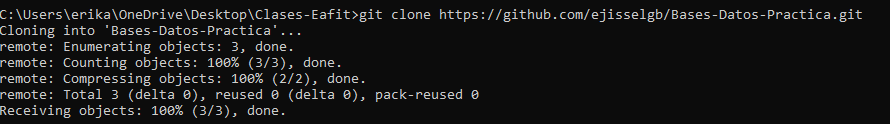 C:\Users\erika\OneDrive\Desktop\Clases-Eafit>git clone https://github.com/ejisselgb/Bases-Datos-Practica.git
Cloning into 'Bases-Datos-Practica'...
remote: Enumerating objects: 3, done.
remote: Counting objects: 100% (3/3), done.
remote: Compressing objects: 100% (2/2), done.
remote: Total 3 (delta 0), reused 0 (delta 0), pack-reused 0
Receiving objects: 100% (3/3), done.